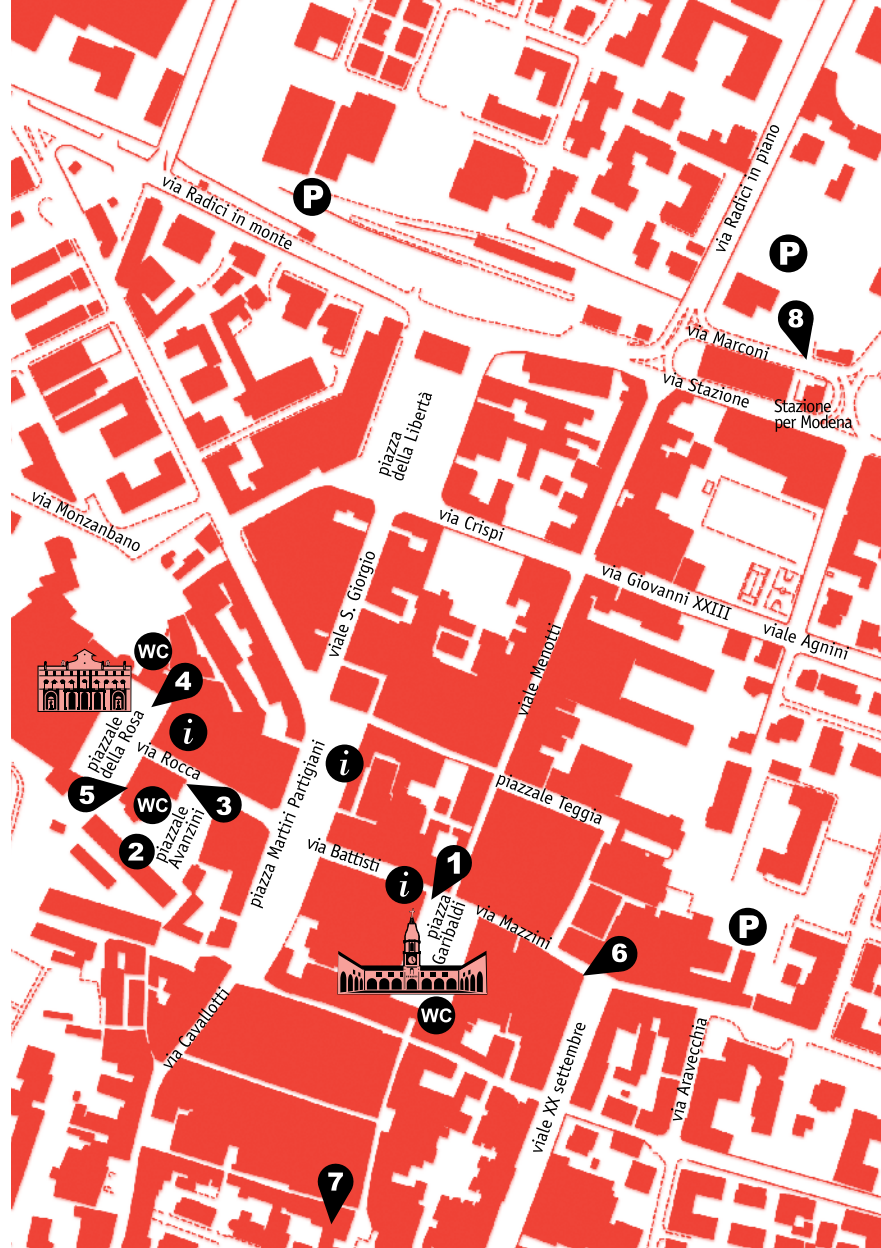 P
via Radici in monte
via Radici in piano
P
8
via Marconi
via Stazione
Stazione
per Modena
piazza
della Libertà
via Monzanbano
via Crispi
viale S. Giorgio
via Giovanni XXIII
viale Agnini
viale Menotti
WC
4
piazzale
della Rosa
i
via Rocca
5
WC
3
2
piazzale
Avanzini
piazza Martiri Partigiani
i
piazzale Teggia
via Battisti
i
1
piazza
Garibaldi
via Mazzini
P
6
WC
via Cavallotti
viale XX settembre
via Aravecchia
7